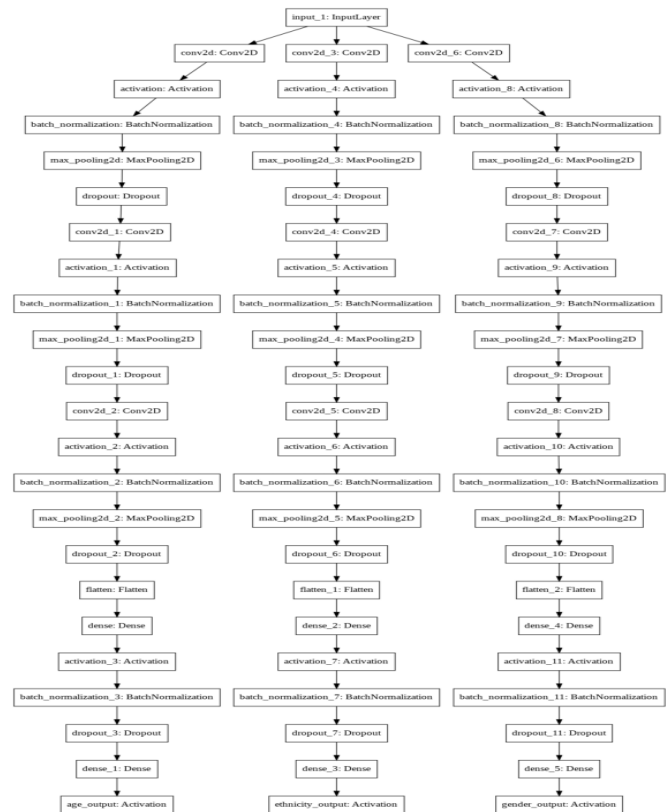 input_1: InputLayer
conv2d: Conv2D conv2d_3: Conv2D conv2d_6: Conv2D
activation: Activation activation_4: Activation activation_8: Activation
batch_normalization: BatchNormalization batch_normalization_4: BatchNormalization batch_normalization_8: BatchNormalization
max_pooling2d: MaxPooling2D max_pooling2d_3: MaxPooling2D max_pooling2d_6: MaxPooling2D
dropout: Dropout dropout_4: Dropout dropout_8: Dropout
conv2d_1: Conv2D conv2d_4: Conv2D conv2d_7: Conv2D
activation_1: Activation activation_5: Activation activation_9: Activation
batch_normalization_1: BatchNormalization batch_normalization_5: BatchNormalization batch_normalization_9: BatchNormalization
max_pooling2d_1: MaxPooling2D max_pooling2d_4: MaxPooling2D max_pooling2d_7: MaxPooling2D
dropout_1: Dropout dropout_5: Dropout dropout_9: Dropout
conv2d_2: Conv2D conv2d_5: Conv2D conv2d_8: Conv2D
activation_2: Activation activation_6: Activation activation_10: Activation
batch_normalization_2: BatchNormalization batch_normalization_6: BatchNormalization batch_normalization_10: BatchNormalization
max_pooling2d_2: MaxPooling2D max_pooling2d_5: MaxPooling2D max_pooling2d_8: MaxPooling2D
dropout_2: Dropout dropout_6: Dropout dropout_10: Dropout
flatten: Flatten flatten_1: Flatten flatten_2: Flatten
dense: Dense dense_2: Dense dense_4: Dense
activation_3: Activation activation_7: Activation activation_11: Activation
batch_normalization_3: BatchNormalization batch_normalization_7: BatchNormalization batch_normalization_11: BatchNormalization
dropout_3: Dropout dropout_7: Dropout dropout_11: Dropout
dense_1: Dense dense_3: Dense dense_5: Dense
age_output: Activation ethnicity_output: Activation gender_output: Activation